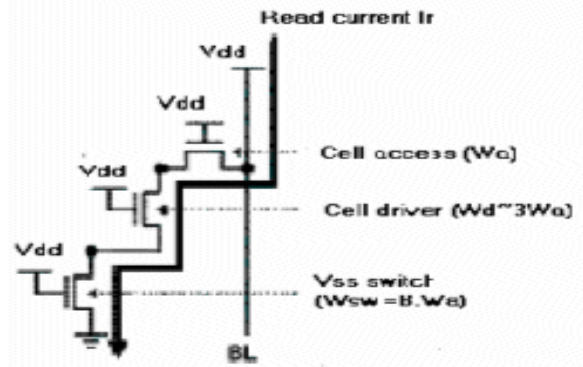 Read current Ir
Vdd
Vdd
Cell access (Wa)
Vdd
Cell driver (Wd~3Wa)
Vdd
Vss switch
(Wsw=B.Wa)
BL